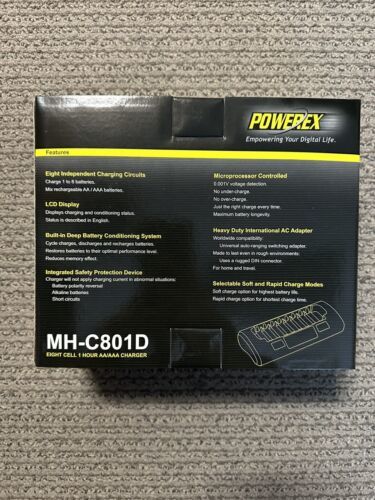 POWEREX
Empowering Your Digital Life.
Features
Eight Independent Charging Circuits
Charge 1 to 8 batteries.
Mix rechargeable AA / AAA batteries.
LCD Display
Displays charging and conditioning status.
Status is described in English.
Built-in Deep Battery Conditioning System
Cycle charges, discharges and recharges batteries.
Restores batteries to their optimal performance level.
Reduces memory effect.
Integrated Safety Protection Device
Charger will not apply charging current in abnormal situations:
Battery polarity reversal
Alkaline batteries
Short circuits
Microprocessor Controlled
0.001V voltage detection.
No under-charge.
No over-charge.
Just the right charge every time.
Maximum battery longevity.
Heavy Duty International AC Adapter
Worldwide compatibility:
Universal auto-ranging switching adapter.
Made to last even in rough environments:
Uses a rugged DIN connector.
For home and travel.
Selectable Soft and Rapid Charge Modes
Soft charge option for highest battery life.
Rapid charge option for shortest charge time.
MH-C801D
EIGHT CELL 1 HOUR AA/AAA CHARGER